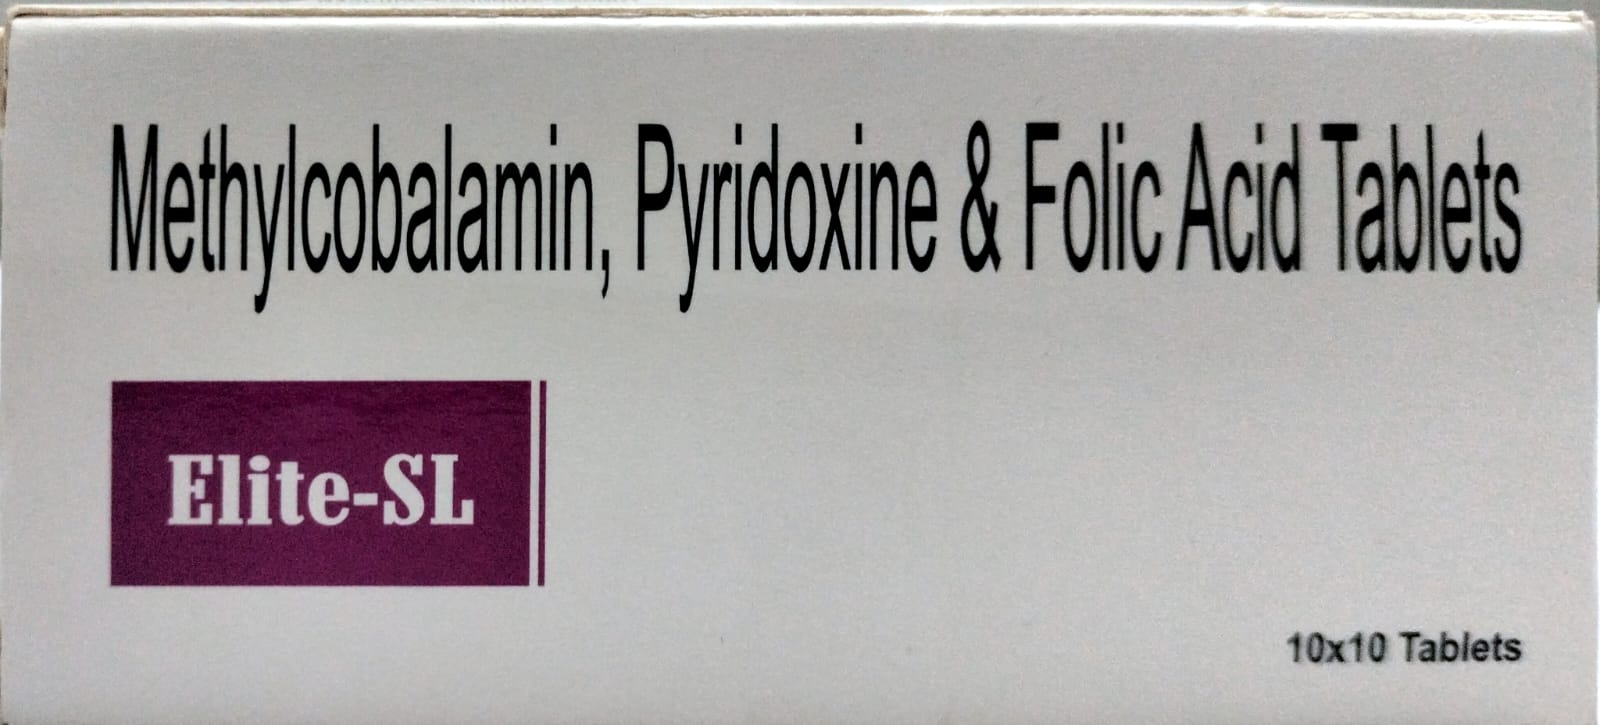 Methylcobalamin, Pyridoxine & Folic Acid Tablets
Elite-SL
10x10 Tablets